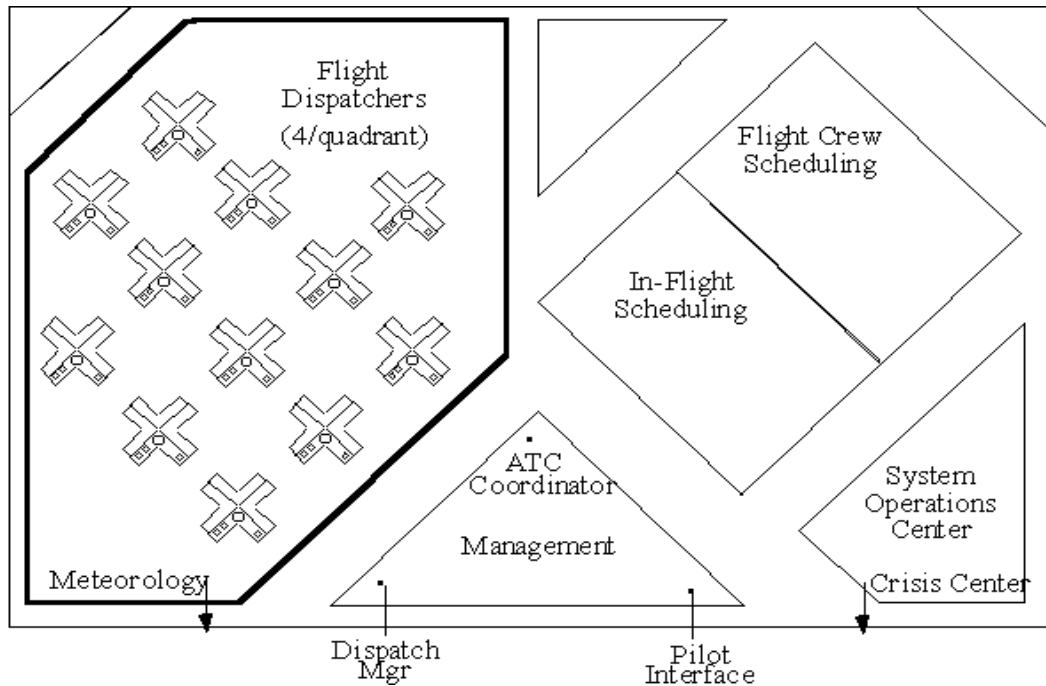 Flight
Dispatchers
(4/quadrant)
Flight Crew
Scheduling
In-Flight
Scheduling
ATC
Coordinator
Management
System
Operations
Center
Meteorology
Crisis Center
Dispatch
Mgr
Pilot
Interface